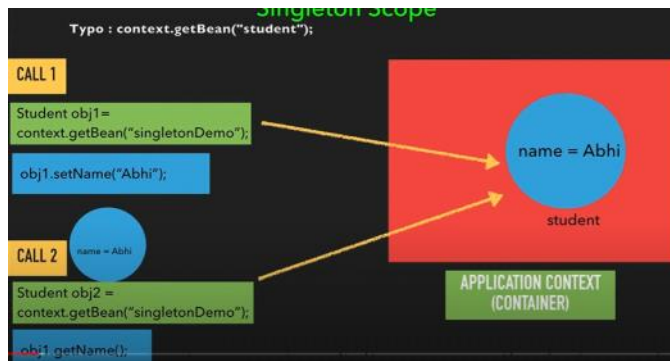 Singleton Scope
Typo : context.getBean("student");
CALL 1
Student obj1=
context.getBean("singletonDemo");
obj1.setName("Abhi");
name = Abhi
student
name = Abhi
CALL 2
Student obj2 =
context.getBean("singletonDemo");
obj1.getName();
APPLICATION CONTEXT
(CONTAINER)